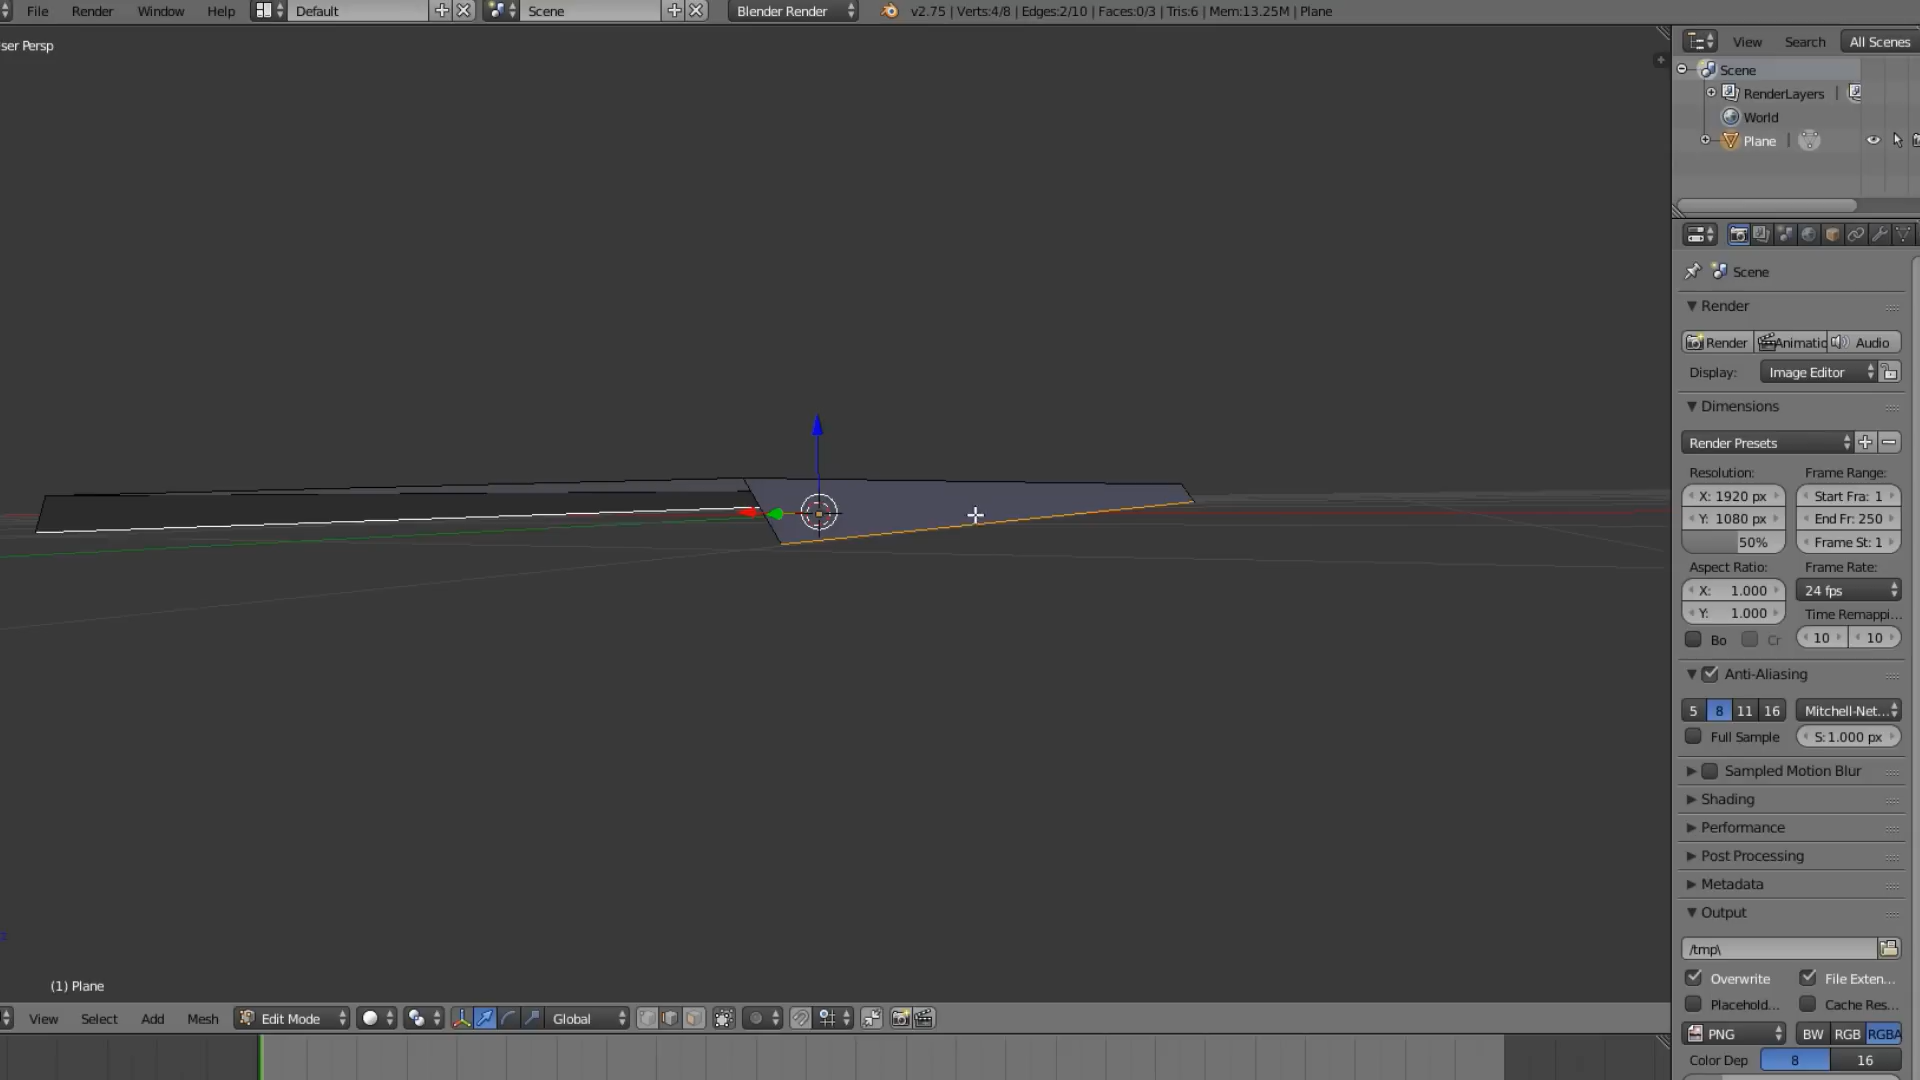 File Render Window Help Default Scene Blender Render v2.75 | Verts:4/8 | Edges:2/10 | Faces:0/3 | Tris:6 | Mem:13.25M | Plane
ser Persp
View Search All Scenes
Scene
RenderLayers
World
Plane
Scene
Render
Render Animatic Audio
Display: Image Editor
Dimensions
Render Presets
Resolution: Frame Range:
X: 1920 px Start Fra: 1
Y: 1080 px End Fr: 250
50% Frame St: 1
Aspect Ratio: Frame Rate:
X: 1.000 24 fps
Y: 1.000 Time Remappi...
Bo Cr 10 10
Anti-Aliasing
5 8 11 16 Mitchell-Net...
Full Sample S: 1.000 px
Sampled Motion Blur
Shading
Performance
Post Processing
Metadata
Output
/tmp\
Overwrite File Exten...
Placehold... Cache Res...
PNG BW RGB RGBA
Color Dep 8 16
(1) Plane
View Select Add Mesh Edit Mode Global